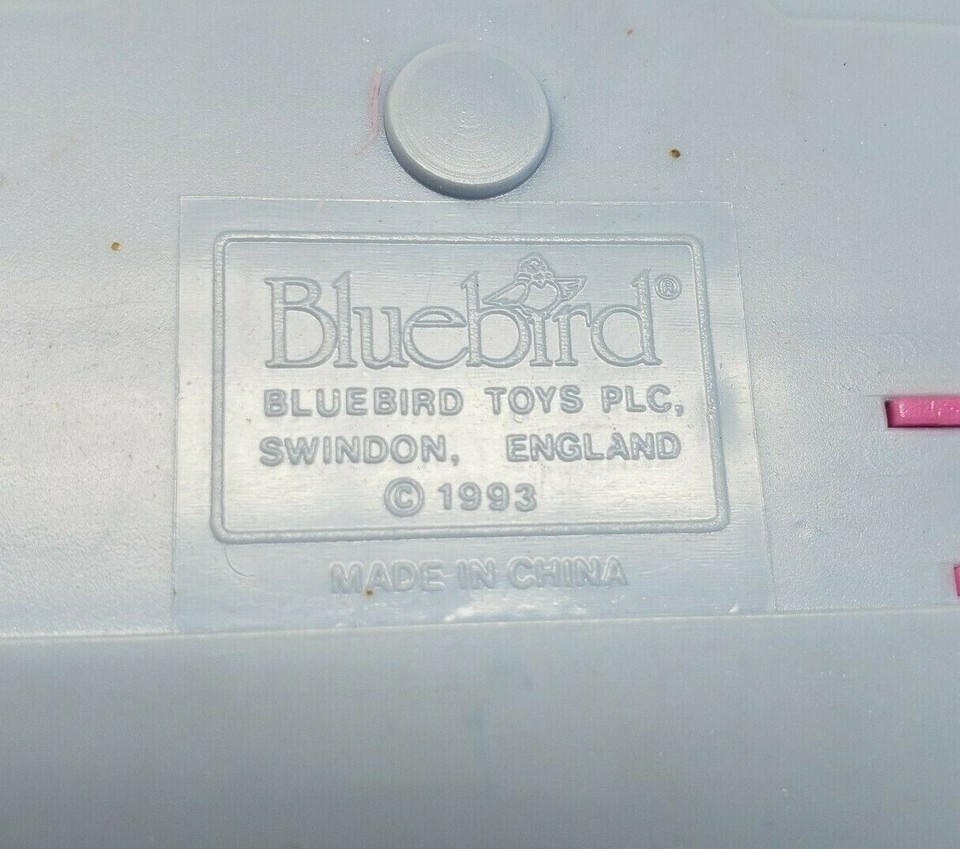 Bluebird®
BLUEBIRD TOYS PLC,
SWINDON, ENGLAND
© 1993
MADE IN CHINA